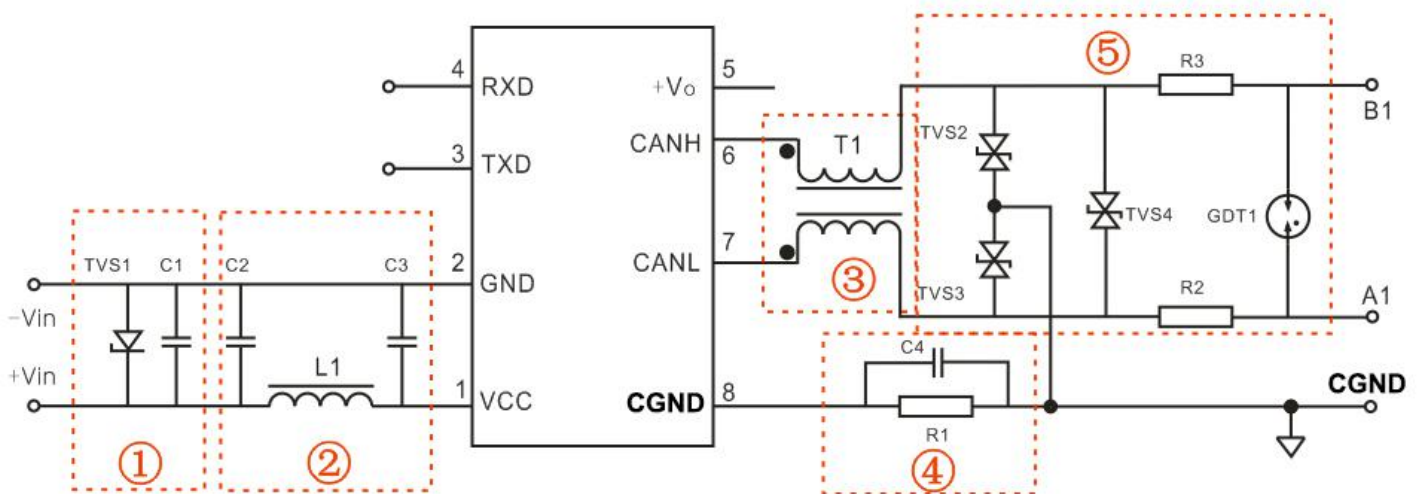 ⑤
R3
B1
4
RXD
+Vo
5
TVS2
T1
CANH
6
3
TXD
TVS4
GDT1
7
CANL
③
TVS3
R2
A1
TVS1
C1
C2
C3
2
GND
−Vin
+Vin
L1
1
VCC
CGND
8
C4
R1
CGND
①
②
④